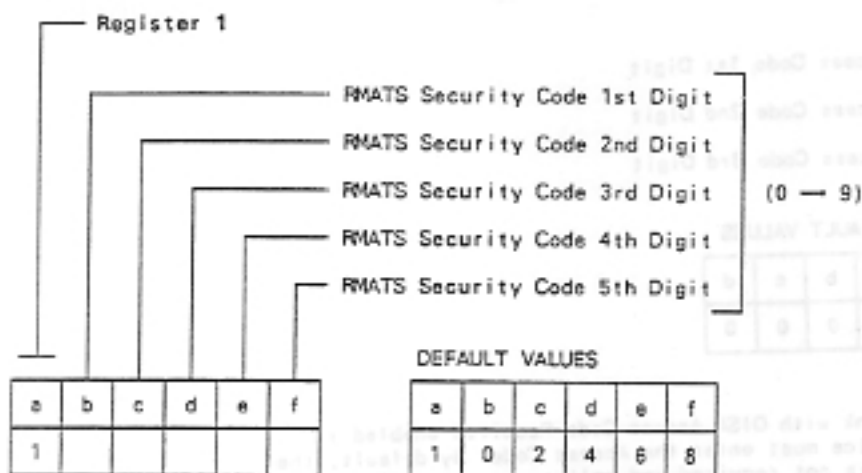 Register 1
RMATS Security Code 1st Digit
RMATS Security Code 2nd Digit
RMATS Security Code 3rd Digit
(0 — 9)
RMATS Security Code 4th Digit
RMATS Security Code 5th Digit
DEFAULT VALUES
a b c d e f
1
a b c d e f
1 0 2 4 6 8